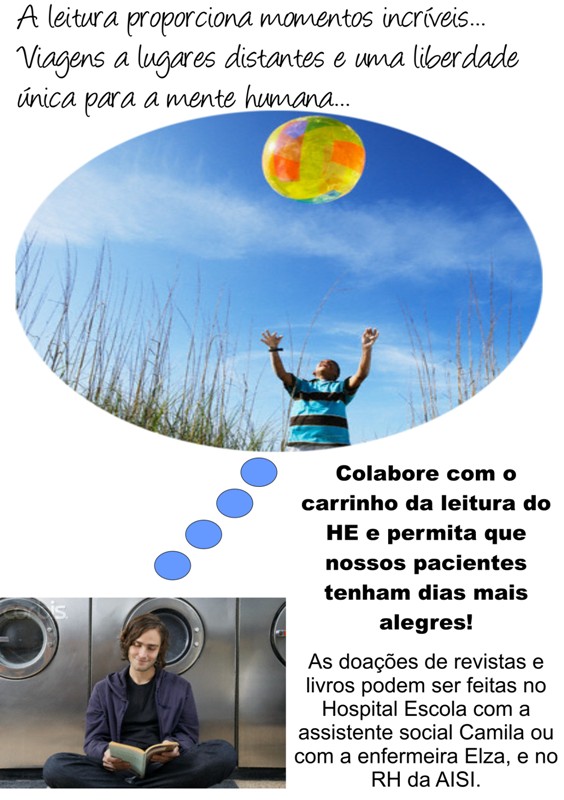 A leitura proporciona momentos incríveis...
Viagens a lugares distantes e uma liberdade
única para a mente humana...
Colabore com o
carrinho da leitura do
HE e permita que
nossos pacientes
tenham dias mais
alegres!
As doações de revistas e
livros podem ser feitas no
Hospital Escola com a
assistente social Camila ou
com a enfermeira Elza, e no
RH da AISI.